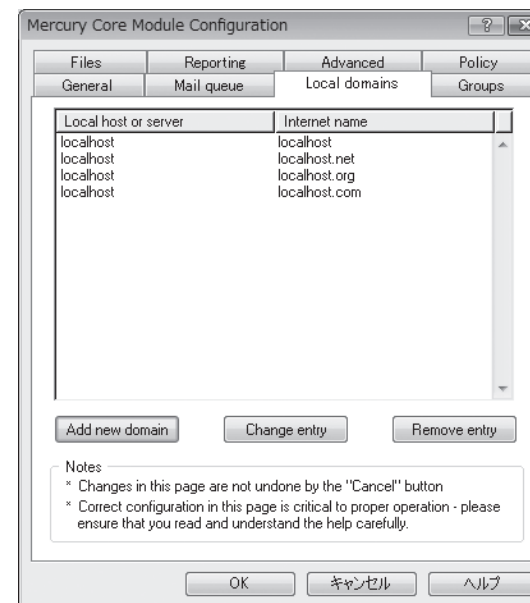 Mercury Core Module Configuration
Files Reporting Advanced Policy
General Mail queue Local domains Groups
Local host or server Internet name
localhost localhost
localhost localhost.net
localhost localhost.org
localhost localhost.com
Add new domain Change entry Remove entry
Notes
* Changes in this page are not undone by the "Cancel" button
* Correct configuration in this page is critical to proper operation - please
ensure that you read and understand the help carefully.
OK キャンセル ヘルプ